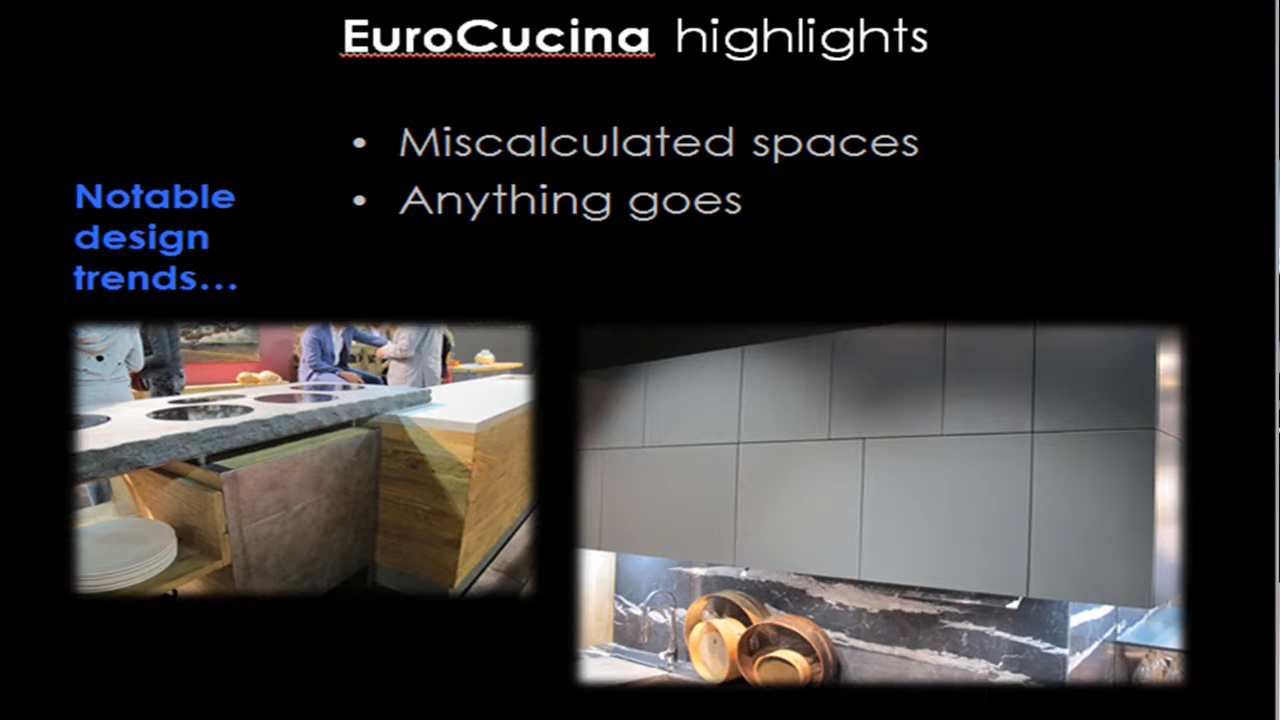 EuroCucina highlights
• Miscalculated spaces
• Anything goes
Notable
design
trends...